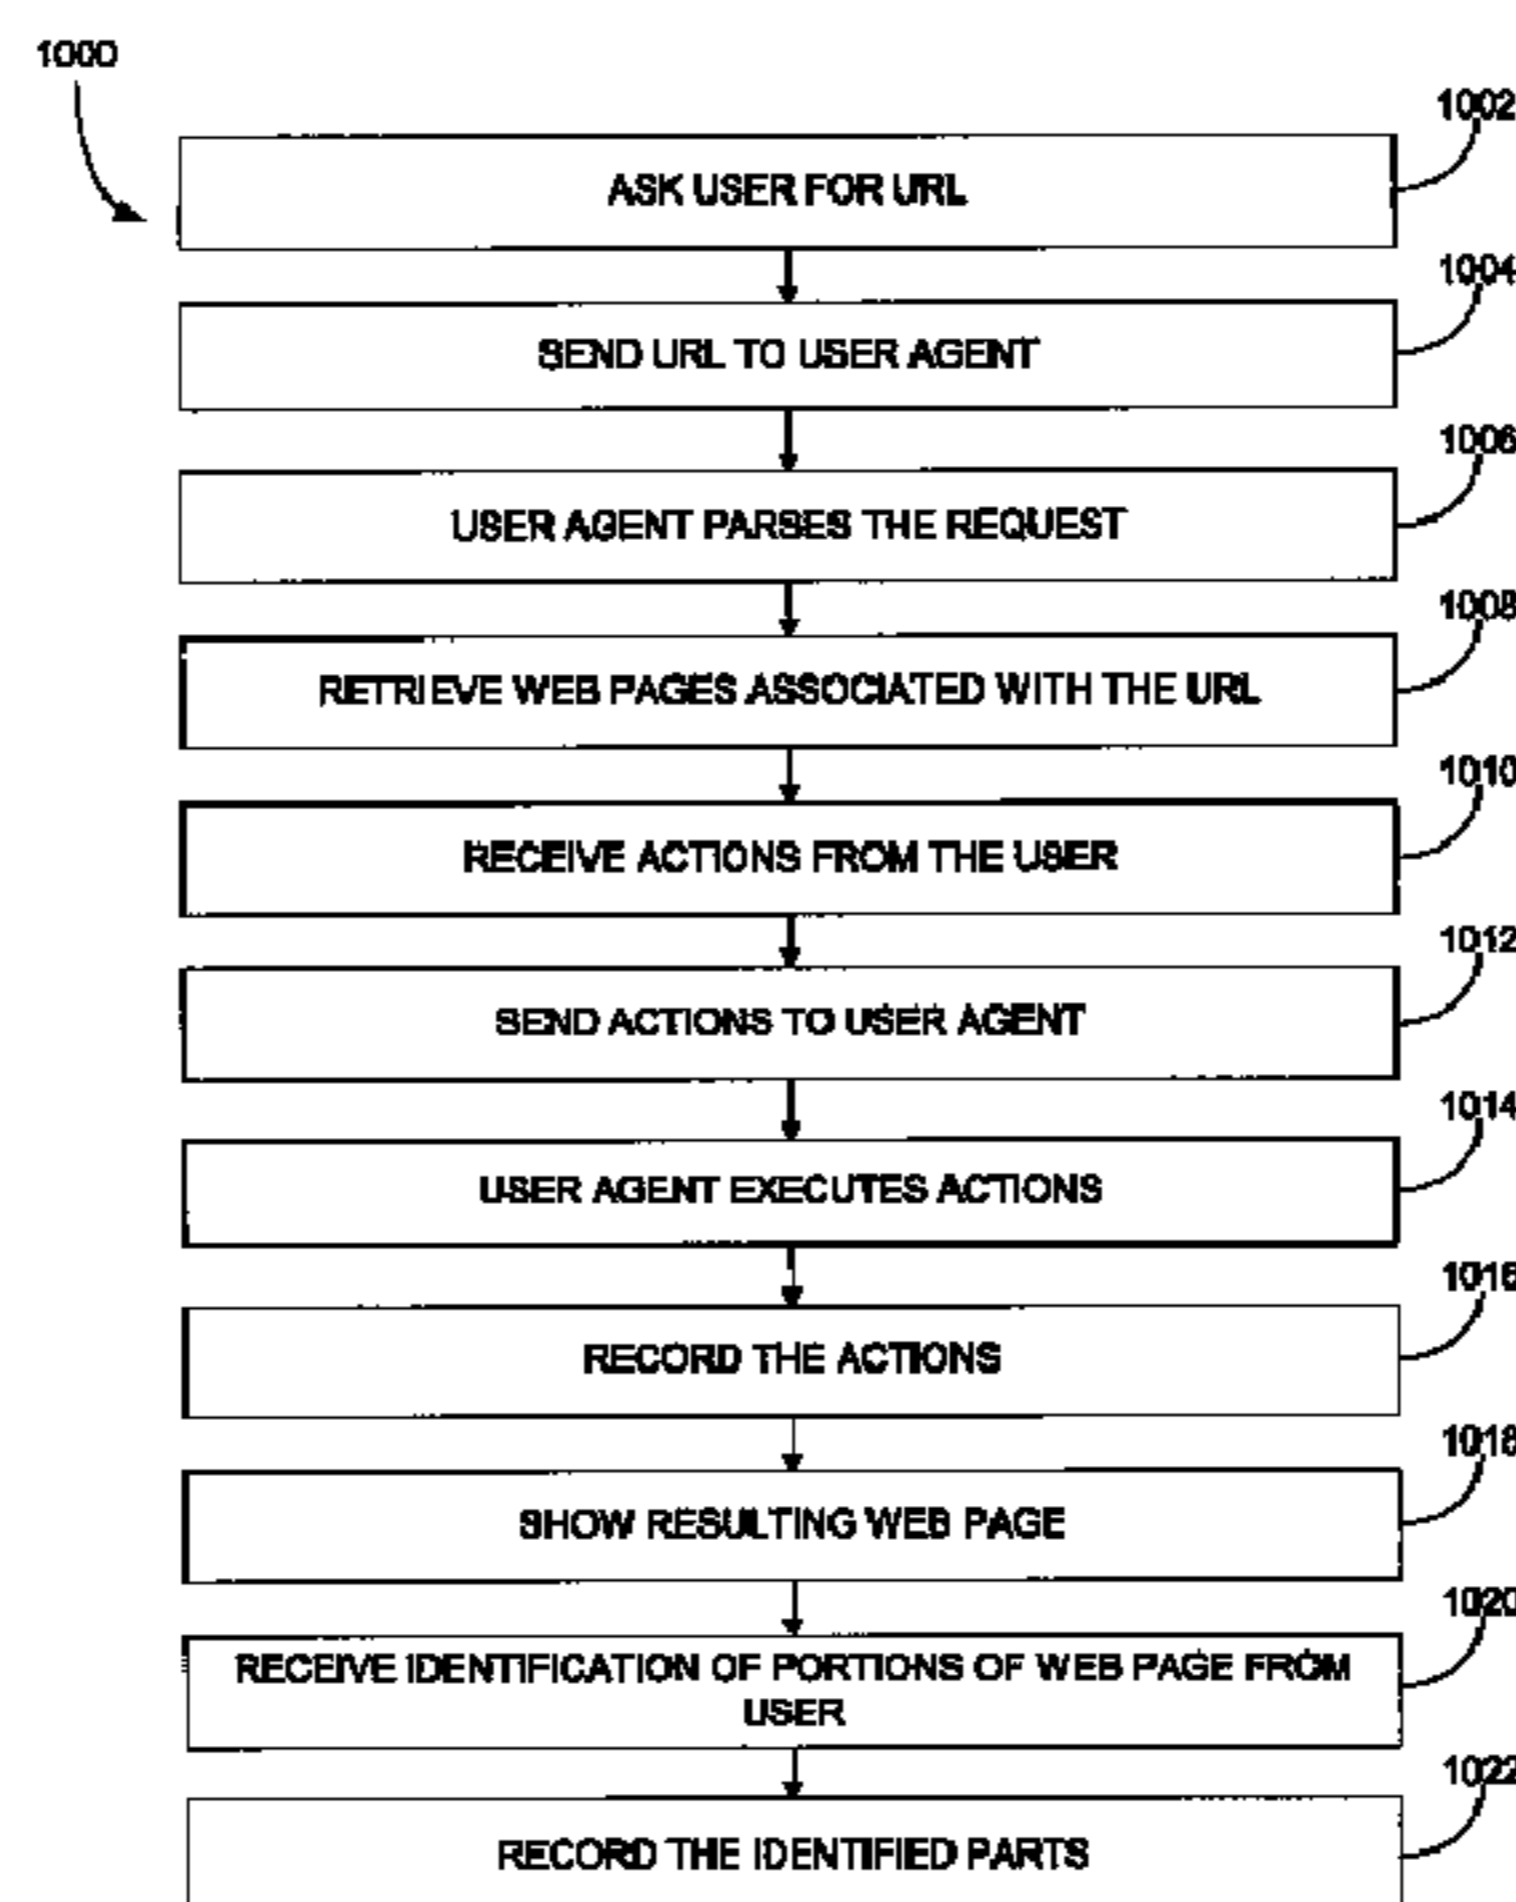 1000
1002
ASK USER FOR URL
1004
SEND URL TO USER AGENT
1006
USER AGENT PARSES THE REQUEST
1008
RETRIEVE WEB PAGES ASSOCIATED WITH THE URL
1010
RECEIVE ACTIONS FROM THE USER
1012
SEND ACTIONS TO USER AGENT
1014
USER AGENT EXECUTES ACTIONS
1016
RECORD THE ACTIONS
1018
SHOW RESULTING WEB PAGE
1020
RECEIVE IDENTIFICATION OF PORTIONS OF WEB PAGE FROM
USER
1022
RECORD THE IDENTIFIED PARTS